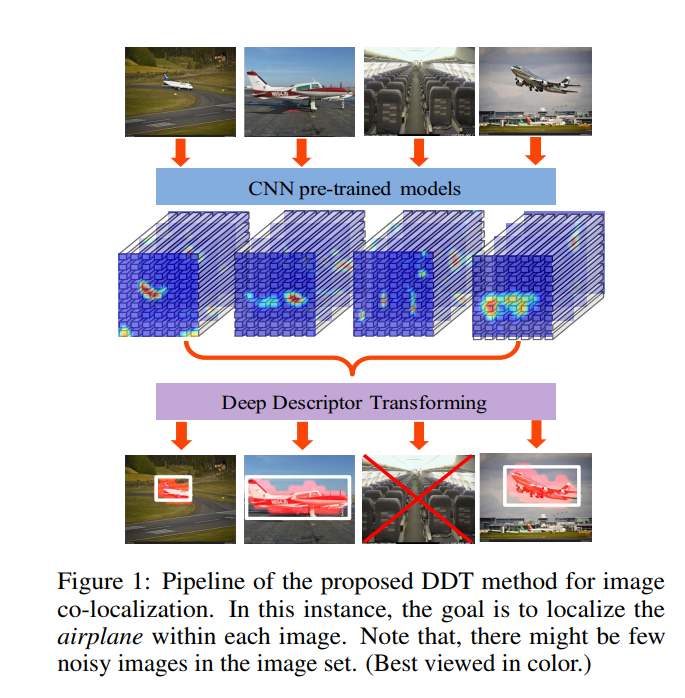 CNN pre-trained models
Deep Descriptor Transforming
Figure 1: Pipeline of the proposed DDT method for image
co-localization. In this instance, the goal is to localize the
airplane within each image. Note that, there might be few
noisy images in the image set. (Best viewed in color.)